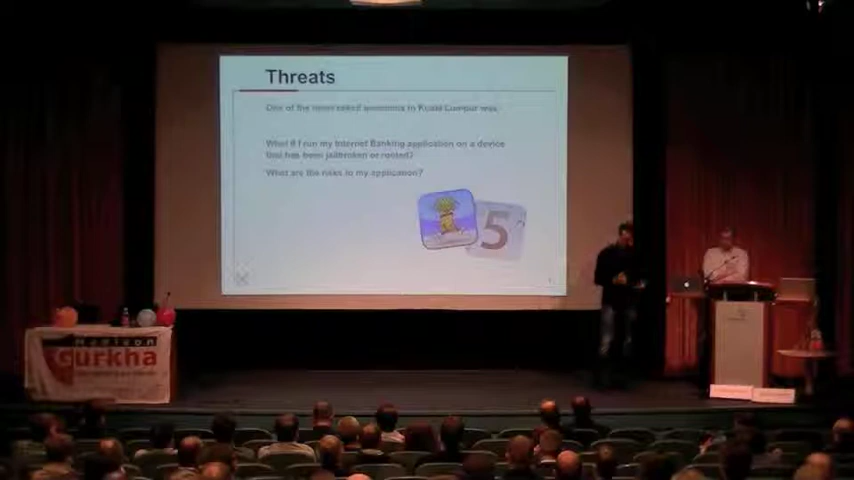 Threats
One of the most asked questions in Kuala Lumpur was:
What if I run my Internet Banking application on a device
that has been jailbroken or rooted?
What are the risks to my application?
5
Madison
Gurkha